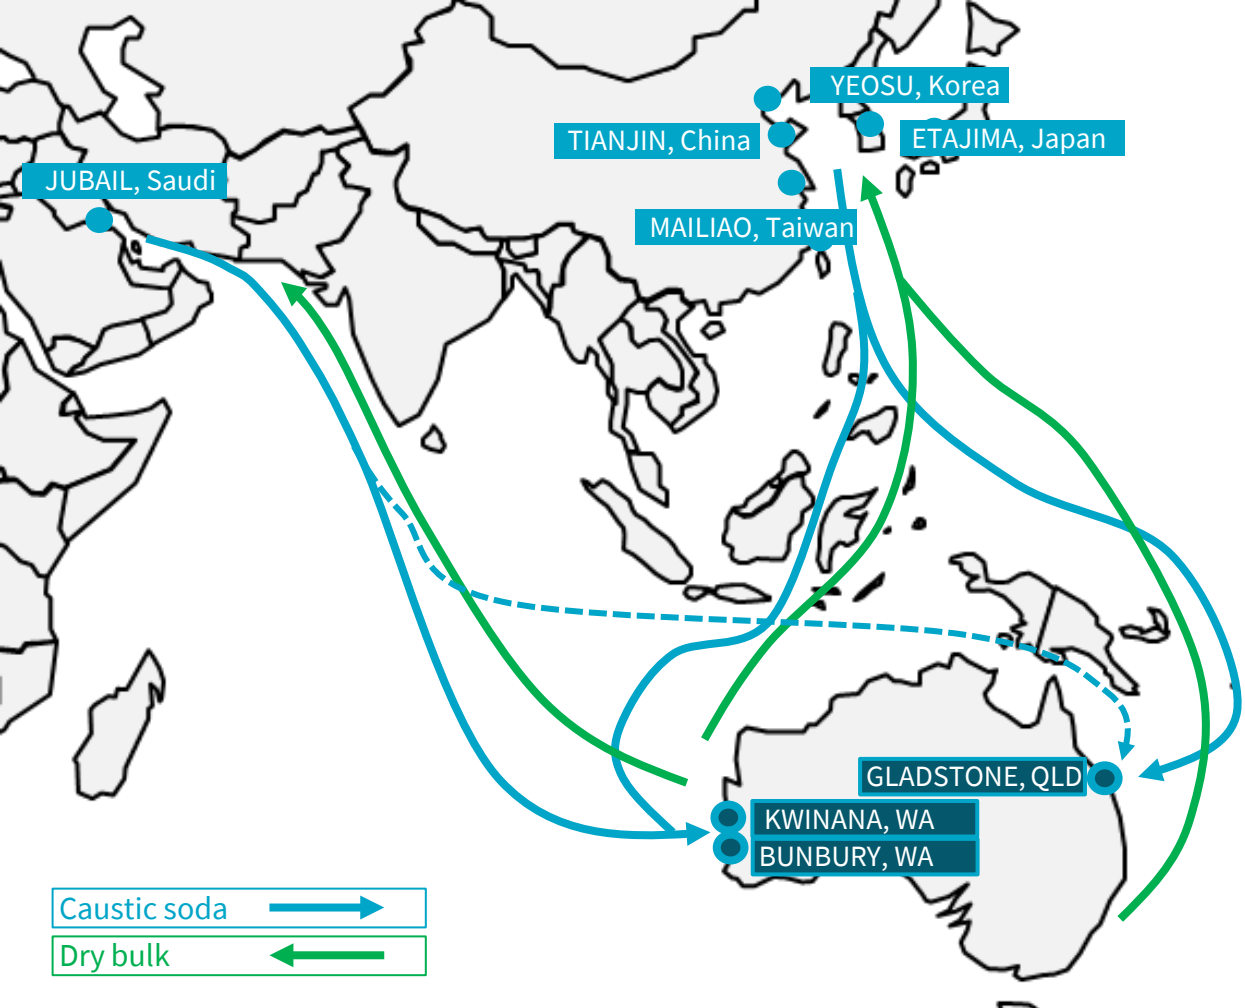 YEOSU, Korea
TIANJIN, China
ETAJIMA, Japan
JUBAIL, Saudi
MAILIAO, Taiwan
GLADSTONE, QLD
KWINANA, WA
BUNBURY, WA
Caustic soda
Dry bulk